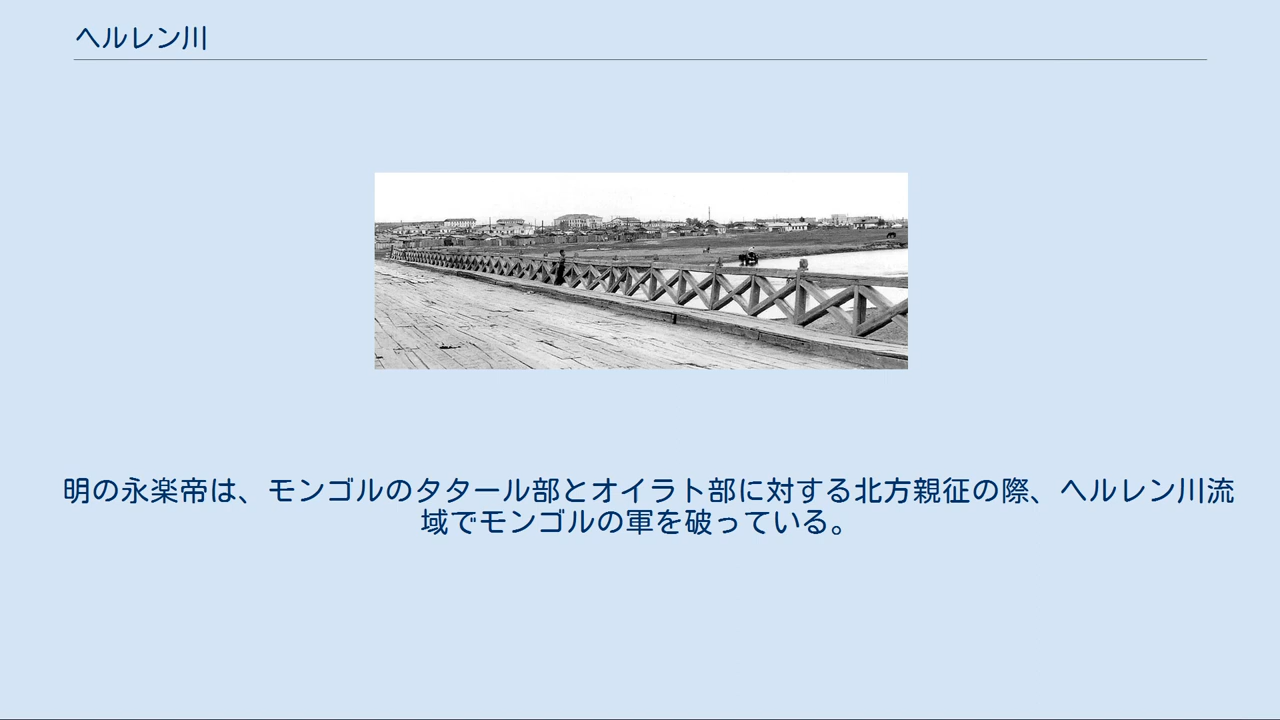 ヘルレン川
明の永楽帝は、モンゴルのタタール部とオイラト部に対する北方親征の際、ヘルレン川流
域でモンゴルの軍を破っている。